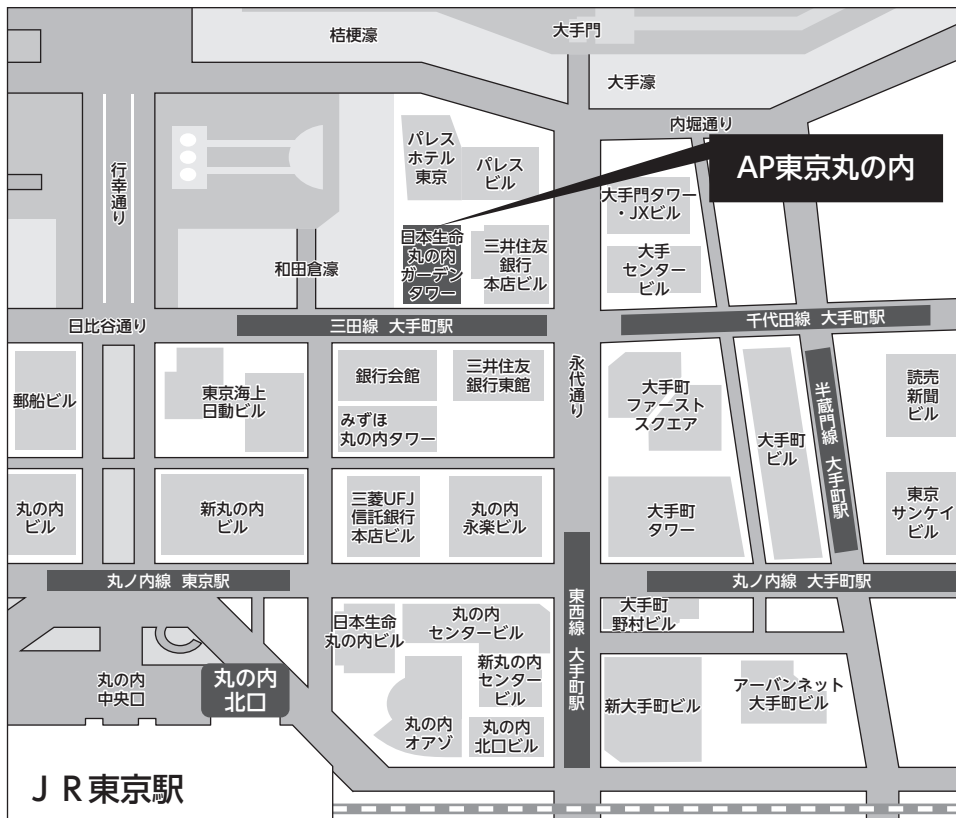 桔梗濠
大手門
大手濠
内堀通り
パレス
ホテル
東京
パレス
ビル
AP東京丸の内
行幸通り
大手門タワー
・JXビル
日本生命
丸の内
ガーデン
タワー
三井住友
銀行
本店ビル
大手
センター
ビル
和田倉濠
日比谷通り
三田線 大手町駅
千代田線 大手町駅
郵船ビル
東京海上
日動ビル
銀行会館
三井住友
銀行東館
永代通り
みずほ
丸の内タワー
大手町
ファースト
スクエア
大手町
ビル
半蔵門線 大手町駅
読売
新聞
ビル
丸の内
ビル
新丸の内
ビル
三菱UFJ
信託銀行
本店ビル
丸の内
永楽ビル
大手町
タワー
東京
サンケイ
ビル
丸ノ内線 東京駅
東西線 大手町駅
丸ノ内線 大手町駅
日本生命
丸の内ビル
丸の内
センタービル
大手町
野村ビル
丸の内
中央口
丸の内
北口
新丸の内
センター
ビル
丸の内
オアゾ
丸の内
北口ビル
新大手町ビル
アーバンネット
大手町ビル
ＪＲ東京駅